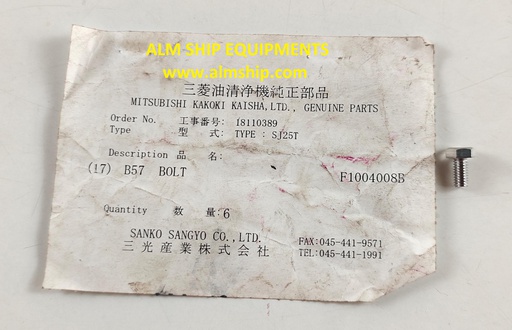 ALM SHIP EQUIPMENTS
www.almship.com
三菱油清浄機純正部品
MITSUBISHI KAKOKI KAISHA,LTD., GENUINE PARTS
Order No. 工事番号: I8110389
Type 型 式: TYPE : SJ25T
Description 品 名:
(17) B57 BOLT F1004008B
Quantity 数 量: 6
SANKO SANGYO CO.,LTD. FAX:045-441-9571
三光産業株式会社 TEL:045-441-1991